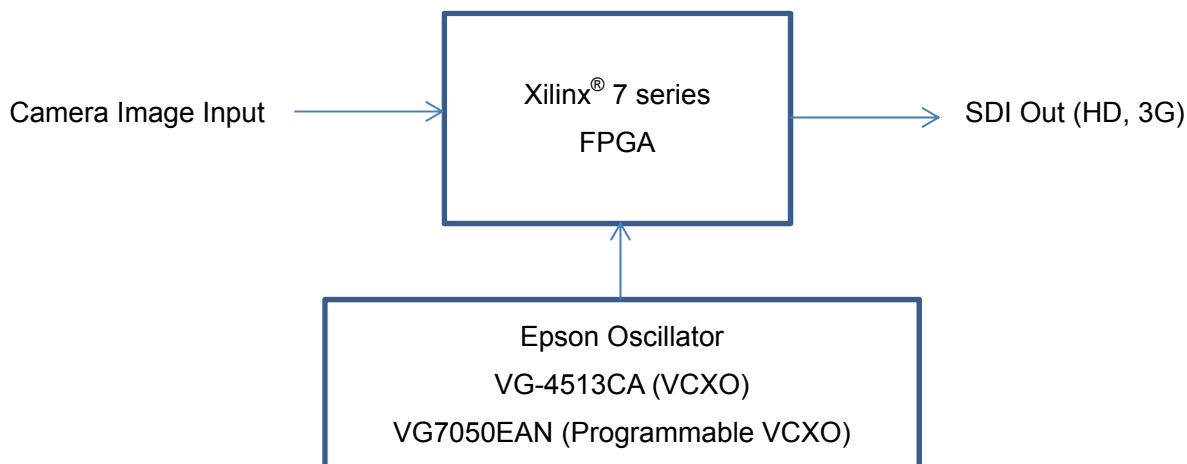 Camera Image Input
Xilinx® 7 series
FPGA
SDI Out (HD, 3G)
Epson Oscillator
VG-4513CA (VCXO)
VG7050EAN (Programmable VCXO)